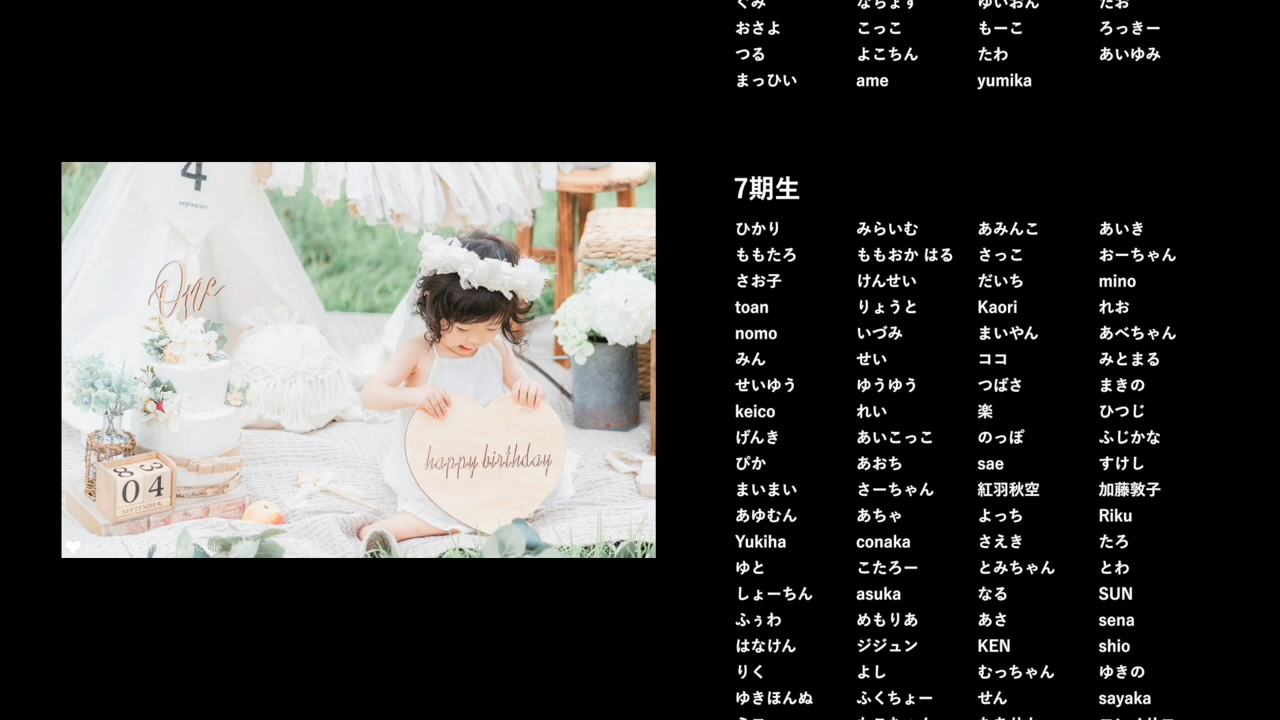 ぐみ ならょす ゆいおん たお
おさよ こっこ もーこ ろっきー
つる よこちん たわ あいゆみ
まっひい ame yumika
4
september
One
happy birthday
04
SEPTEMBER
7期生
ひかり みらいむ あみんこ あいき
ももたろ ももおか はる さっこ おーちゃん
さお子 けんせい だいち mino
toan りょうと Kaori れお
nomo いづみ まいやん あべちゃん
みん せい ココ みとまる
せいゆう ゆうゆう つばさ まきの
keico れい 楽 ひつじ
げんき あいこっこ のっぽ ふじかな
ぴか あおち sae すけし
まいまい さーちゃん 紅羽秋空 加藤敦子
あゆむん あちゃ よっち Riku
Yukiha conaka さえき たろ
ゆと こたろー とみちゃん とわ
しょーちん asuka なる SUN
ふぅわ めもりあ あさ sena
はなけん ジジュン KEN shio
りく よし むっちゃん ゆきの
ゆきほんぬ ふくちょー せん sayaka